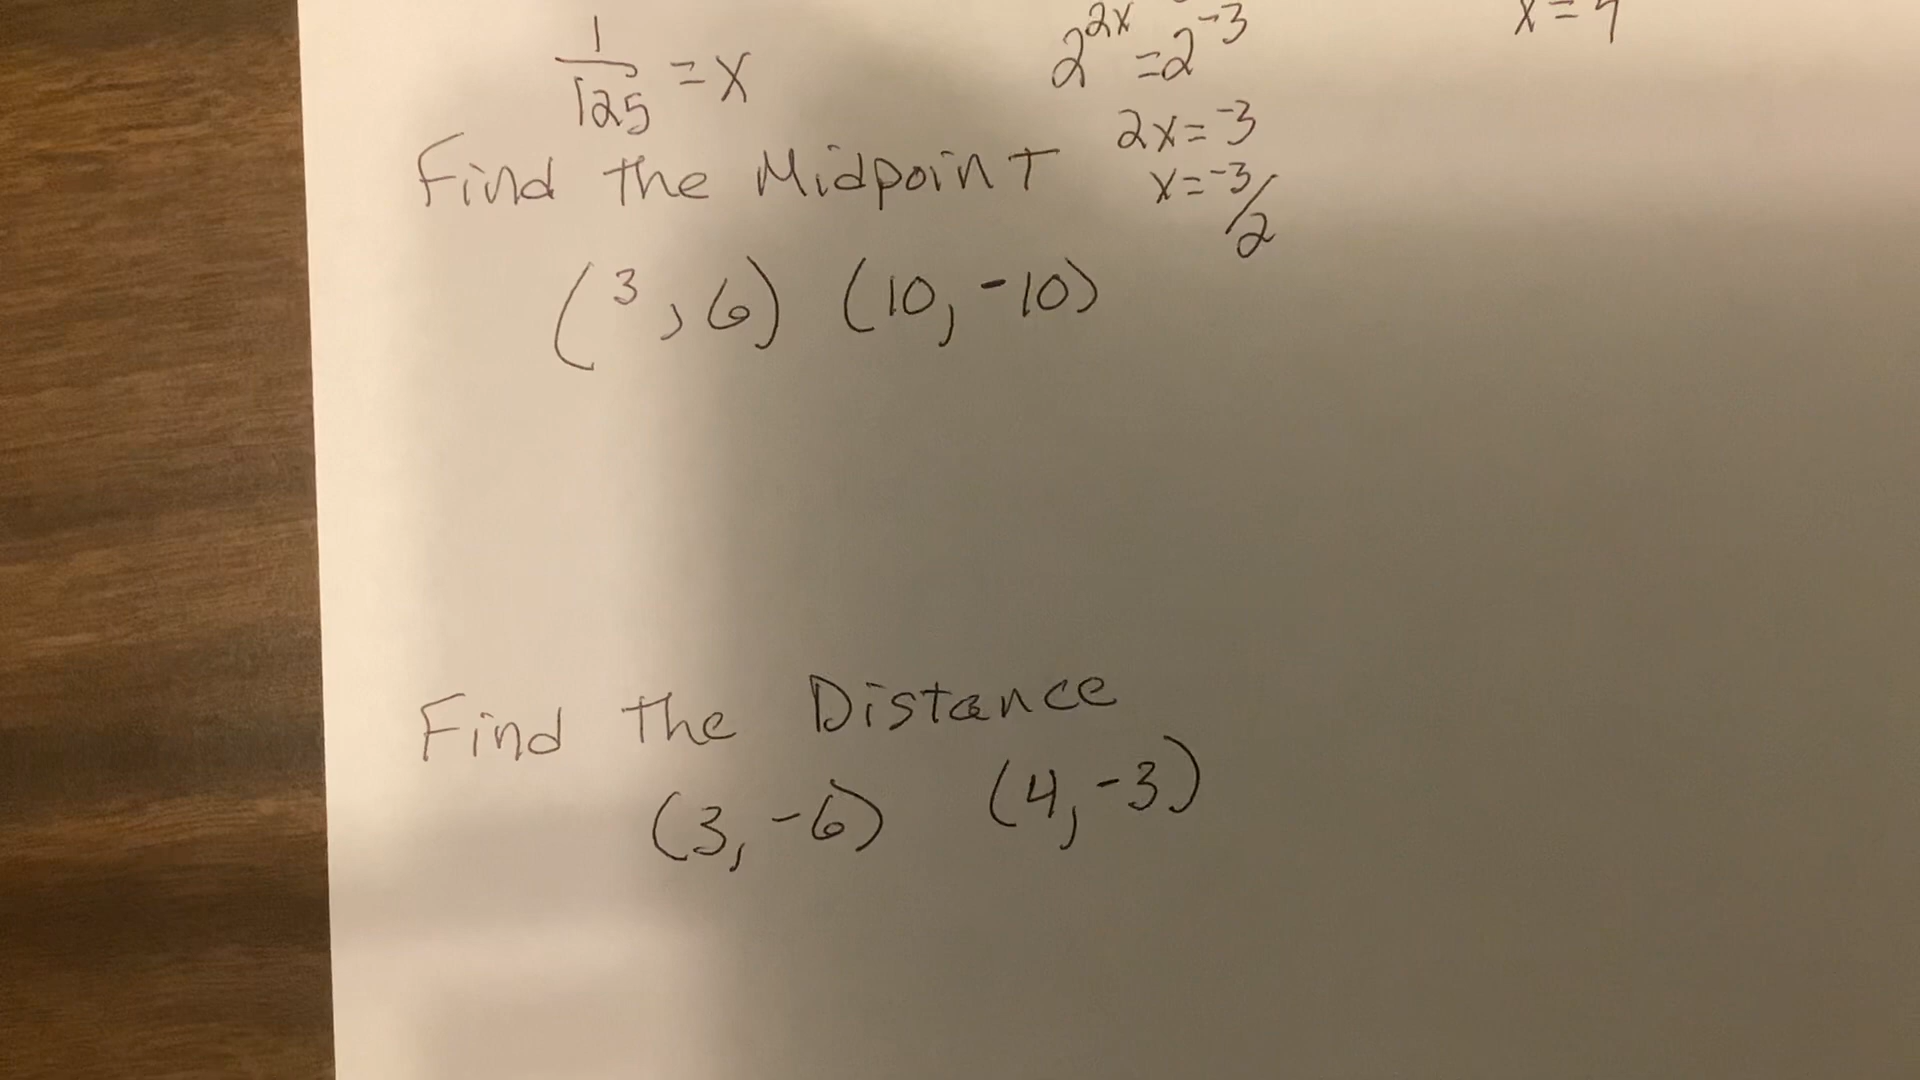 1/125 = x
2^2x = 2^-3
2x = -3
x = -3/2
Find the Midpoint
(3, 6) (10, -10)
Find the Distance
(3, -6) (4, -3)